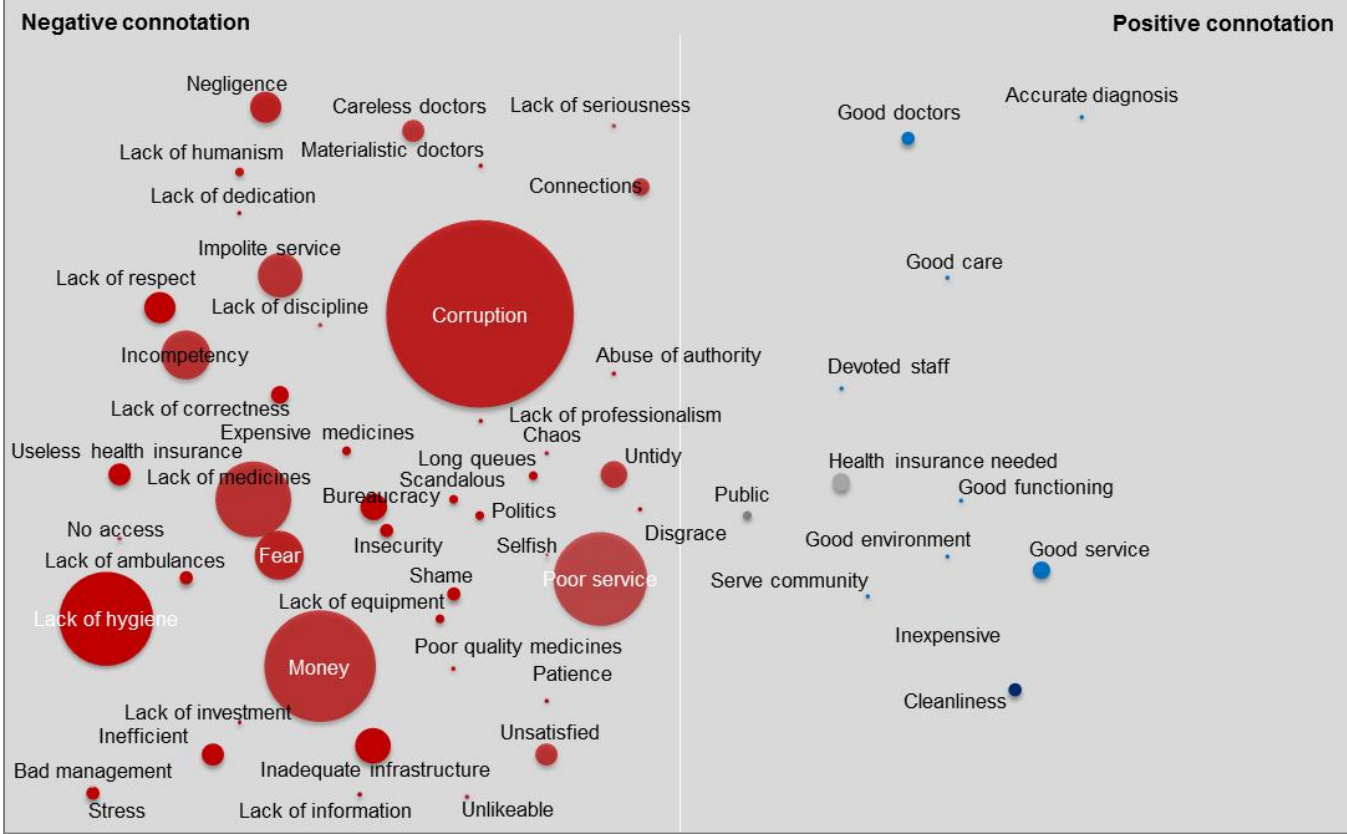 Negative connotation
Positive connotation
Negligence
Careless doctors
Lack of seriousness
Good doctors
Accurate diagnosis
Lack of humanism
Materialistic doctors
Connections
Lack of dedication
Impolite service
Good care
Lack of respect
Lack of discipline
Corruption
Incompetency
Abuse of authority
Devoted staff
Lack of correctness
Lack of professionalism
Expensive medicines
Chaos
Useless health insurance
Long queues
Untidy
Health insurance needed
Lack of medicines
Scandalous
Good functioning
Bureaucracy
Public
Politics
No access
Insecurity
Selfish
Disgrace
Good environment
Good service
Lack of ambulances
Fear
Shame
Poor service
Serve community
Lack of equipment
Lack of hygiene
Inexpensive
Money
Poor quality medicines
Patience
Cleanliness
Lack of investment
Inefficient
Unsatisfied
Bad management
Inadequate infrastructure
Stress
Lack of information
Unlikeable